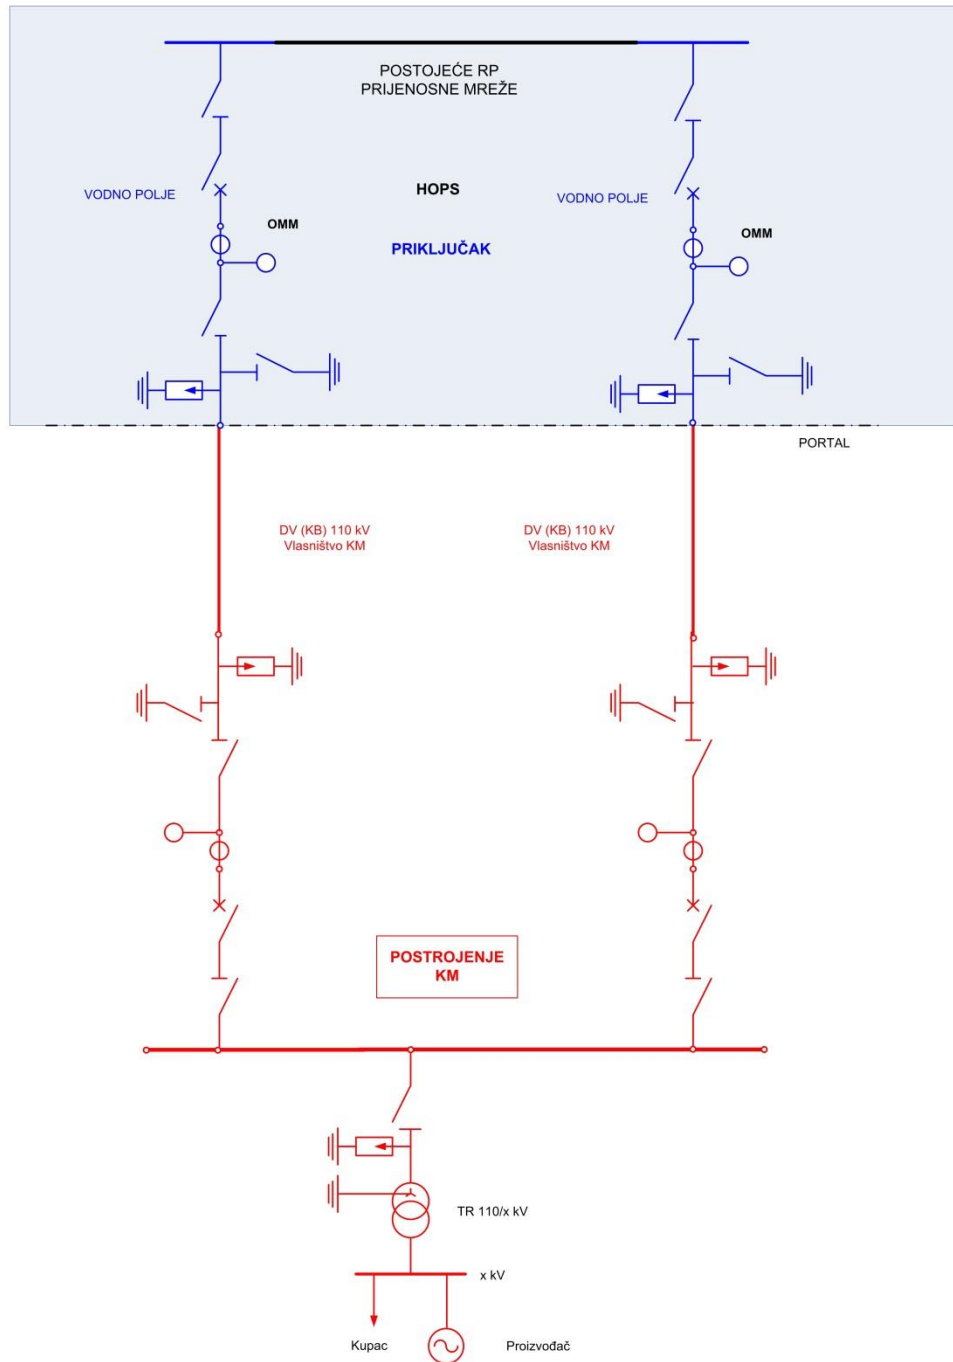 POSTOJEĆE RP
PRIJENOSNE MREŽE
VODNO POLJE
HOPS
VODNO POLJE
OMM
OMM
PRIKLJUČAK
PORTAL
DV (KB) 110 kV
Vlasništvo KM
DV (KB) 110 kV
Vlasništvo KM
POSTROJENJE
KM
TR 110/x kV
x kV
Kupac
Proizvođač